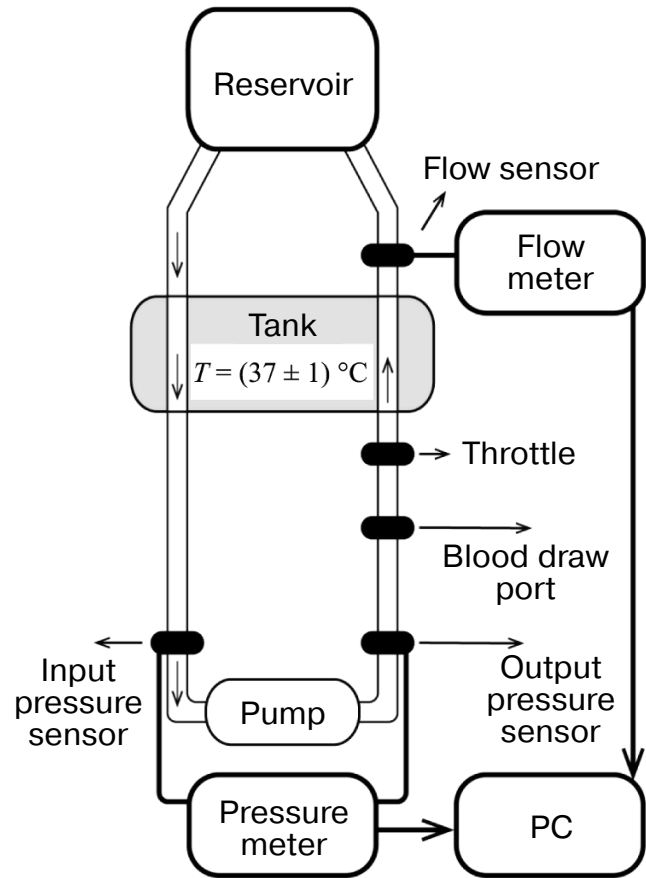 Reservoir
Flow sensor
Flow
meter
Tank
T = (37 ± 1) °C
Throttle
Blood draw
port
Input
pressure
sensor
Output
pressure
sensor
Pump
Pressure
meter
PC